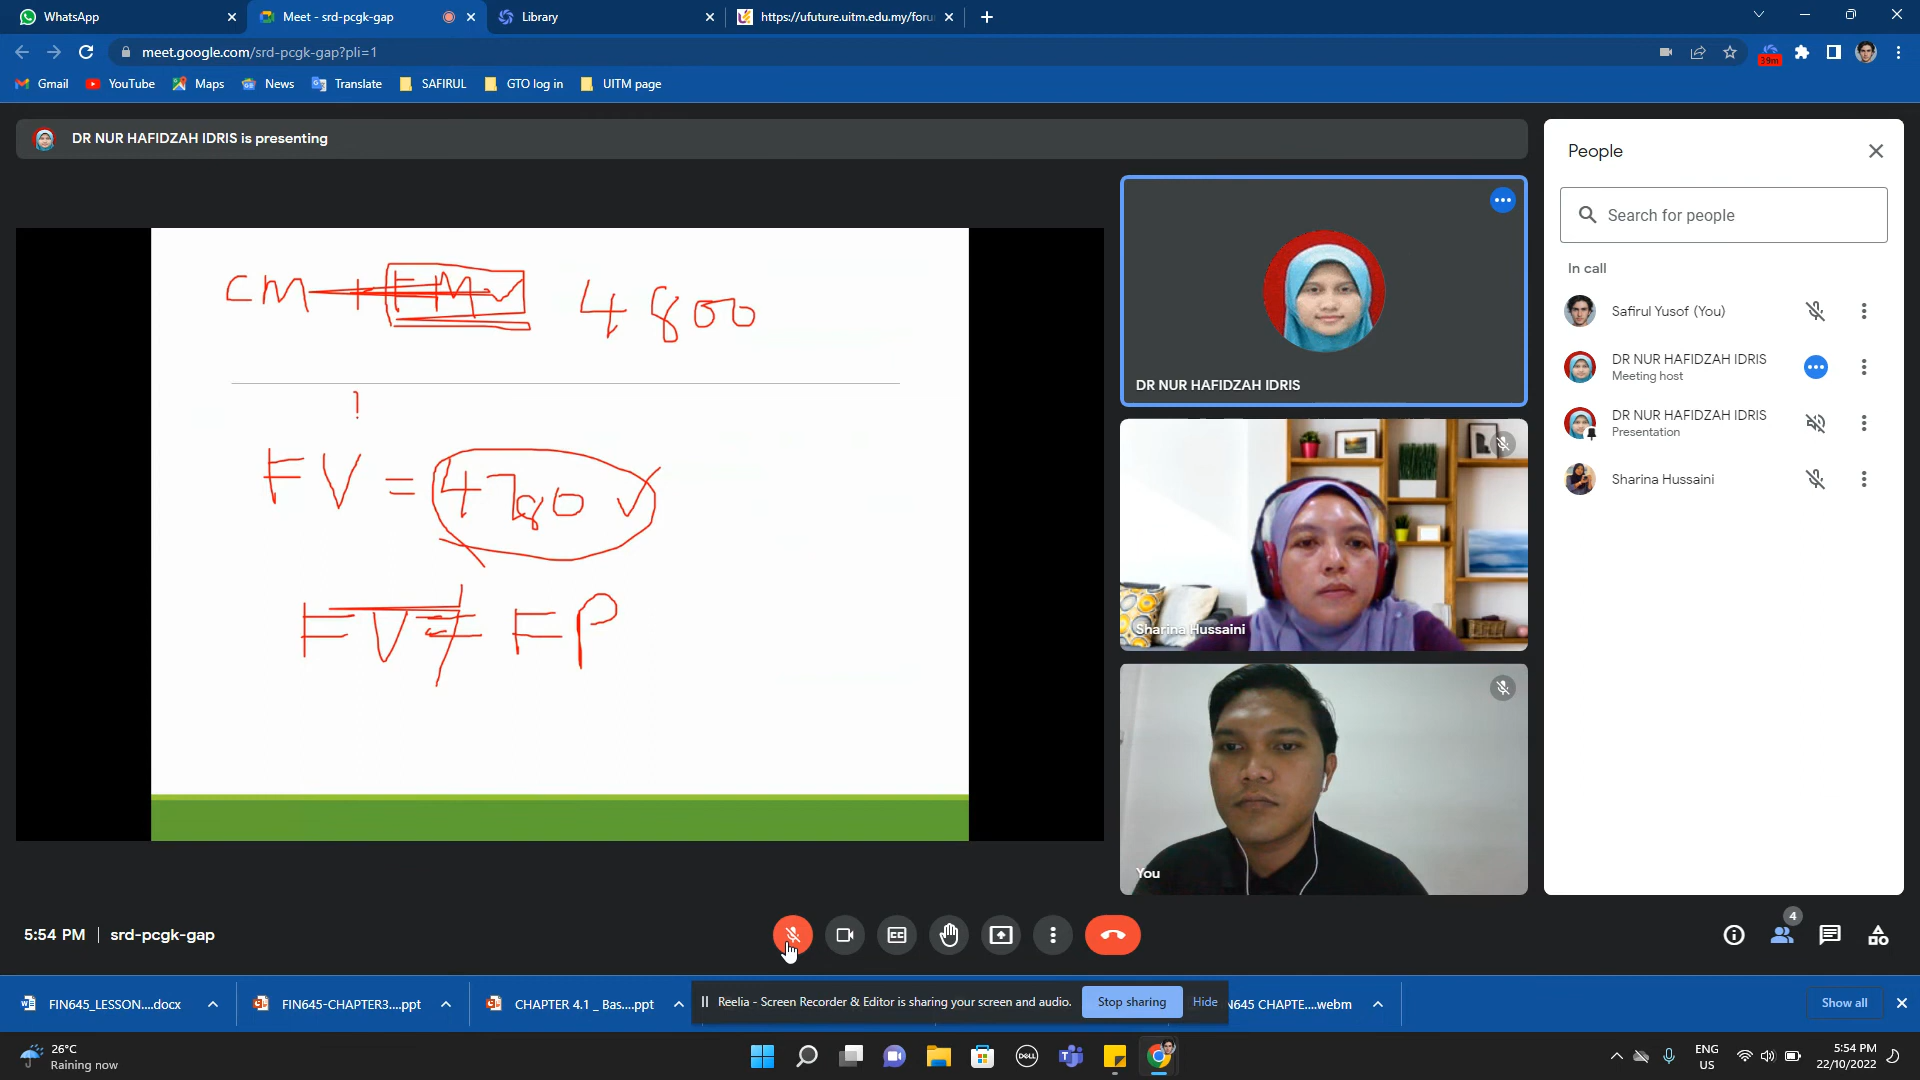 WhatsApp
Meet - srd-pcgk-gap
Library
https://ufuture.uitm.edu.my/foru
meet.google.com/srd-pcgk-gap?pli=1
39m
Gmail YouTube Maps News Translate SAFIRUL GTO log in UITM page
DR NUR HAFIDZAH IDRIS is presenting
CM + FMV 4800
!
FV = 4780 ✓
FV ≠ FP
DR NUR HAFIDZAH IDRIS
Sharina Hussaini
You
People
Search for people
In call
Safirul Yusof (You)
DR NUR HAFIDZAH IDRIS
Meeting host
DR NUR HAFIDZAH IDRIS
Presentation
Sharina Hussaini
5:54 PM | srd-pcgk-gap
CC
4
FIN645_LESSON....docx
FIN645-CHAPTER3....ppt
CHAPTER 4.1 _ Bas....ppt
Reelia - Screen Recorder & Editor is sharing your screen and audio.
Stop sharing
Hide
N645 CHAPTE....webm
Show all
26°C
Raining now
DELL
ENG
US
5:54 PM
22/10/2022